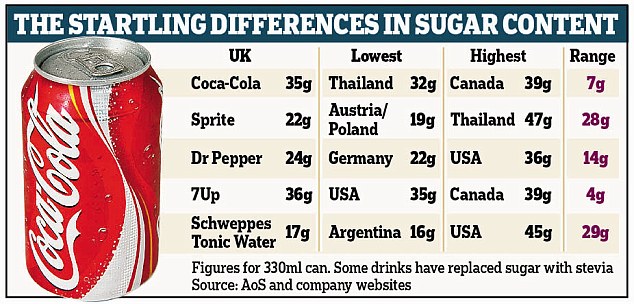 THE STARTLING DIFFERENCES IN SUGAR CONTENT
UK Lowest Highest Range
Coca-Cola 35g Thailand 32g Canada 39g 7g
Sprite 22g Austria/ Poland 19g Thailand 47g 28g
Dr Pepper 24g Germany 22g USA 36g 14g
7Up 36g USA 35g Canada 39g 4g
Schweppes Tonic Water 17g Argentina 16g USA 45g 29g
Figures for 330ml can. Some drinks have replaced sugar with stevia
Source: AoS and company websites
Coca-Cola